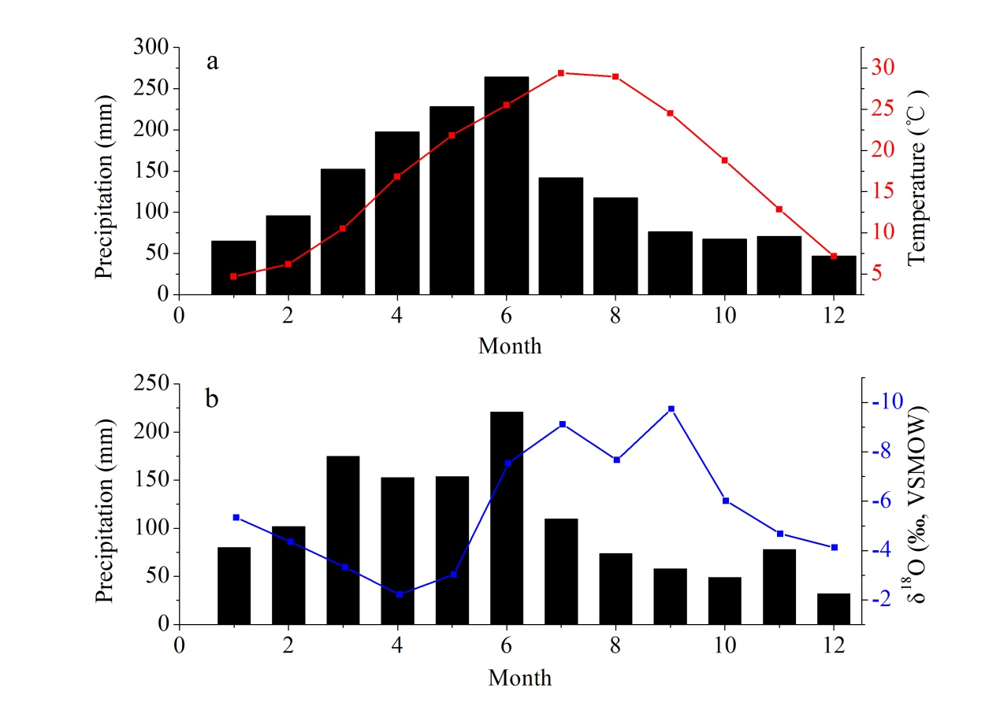 a
300
250
200
150
100
50
0
Precipitation (mm)
30
25
20
15
10
5
Temperature (℃)
0 2 4 6 8 10 12
Month
b
250
200
150
100
50
0
Precipitation (mm)
-10
-8
-6
-4
-2
δ ¹⁸O (‰, VSMOW)
0 2 4 6 8 10 12
Month